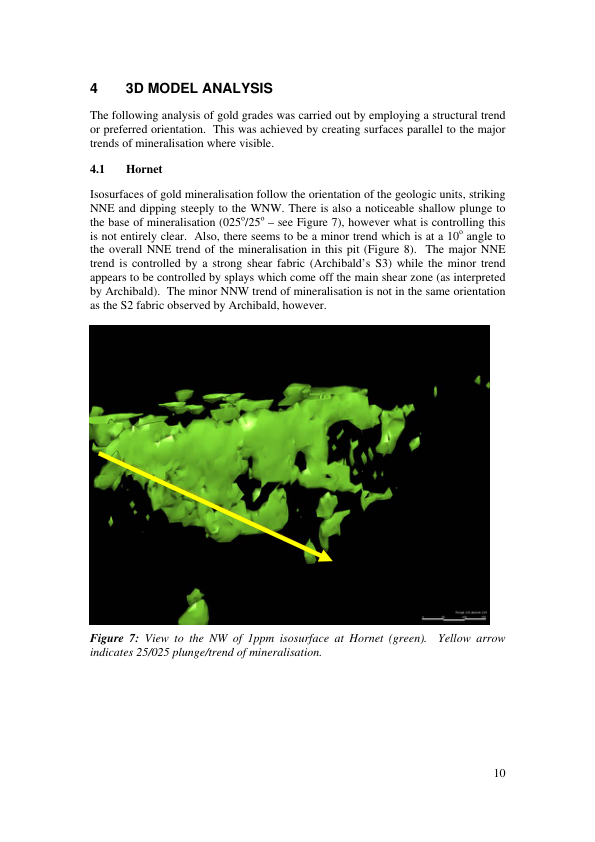 4 3D MODEL ANALYSIS
The following analysis of gold grades was carried out by employing a structural trend
or preferred orientation. This was achieved by creating surfaces parallel to the major
trends of mineralisation where visible.
4.1 Hornet
Isosurfaces of gold mineralisation follow the orientation of the geologic units, striking
NNE and dipping steeply to the WNW. There is also a noticeable shallow plunge to
the base of mineralisation (025°/25° – see Figure 7), however what is controlling this
is not entirely clear. Also, there seems to be a minor trend which is at a 10° angle to
the overall NNE trend of the mineralisation in this pit (Figure 8). The major NNE
trend is controlled by a strong shear fabric (Archibald's S3) while the minor trend
appears to be controlled by splays which come off the main shear zone (as interpreted
by Archibald). The minor NNW trend of mineralisation is not in the same orientation
as the S2 fabric observed by Archibald, however.
Figure 7: View to the NW of 1ppm isosurface at Hornet (green). Yellow arrow
indicates 25/025 plunge/trend of mineralisation.
10